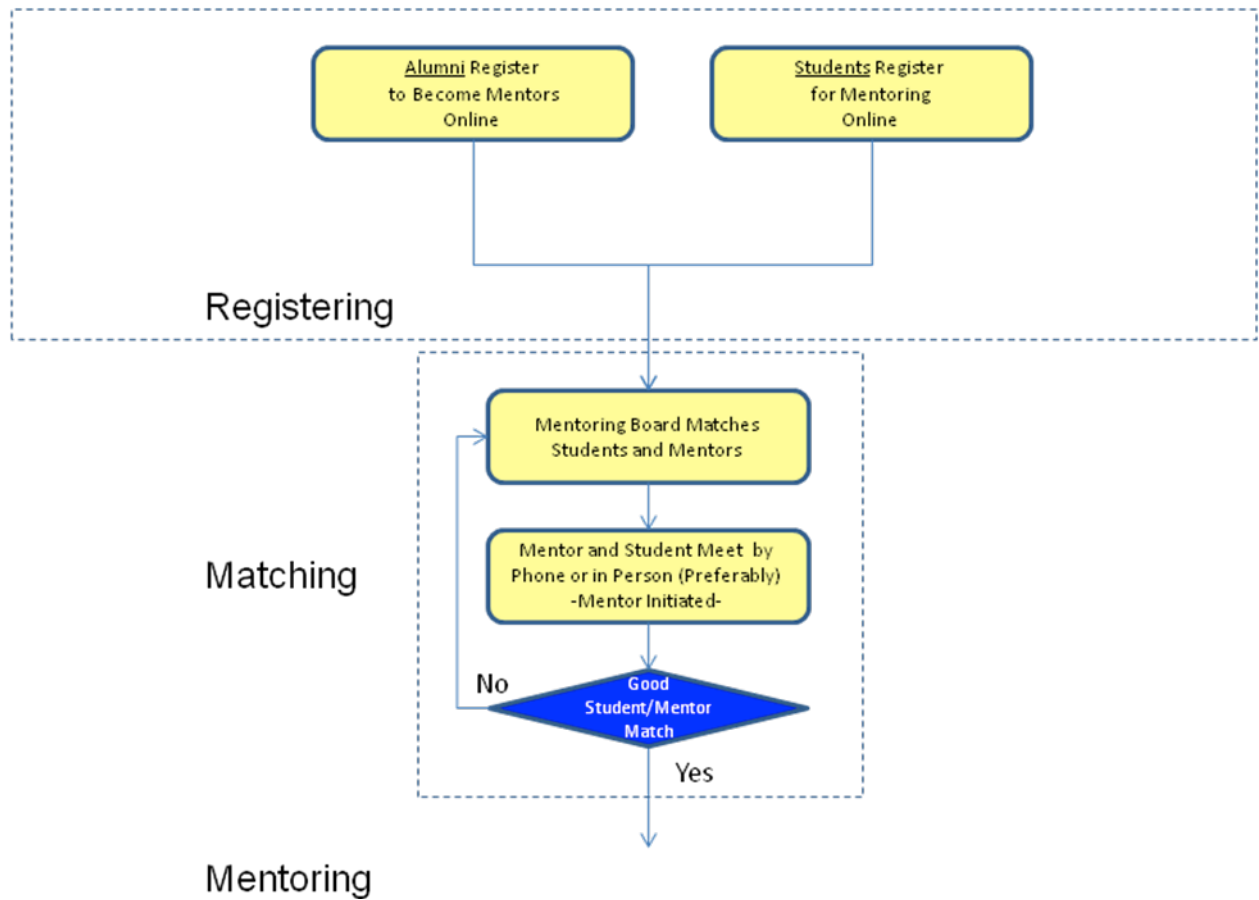 Alumni Register
to Become Mentors
Online
Students Register
for Mentoring
Online
Registering
Mentoring Board Matches
Students and Mentors
Matching
Mentor and Student Meet by
Phone or in Person (Preferably)
-Mentor Initiated-
No
Good
Student/Mentor
Match
Yes
Mentoring